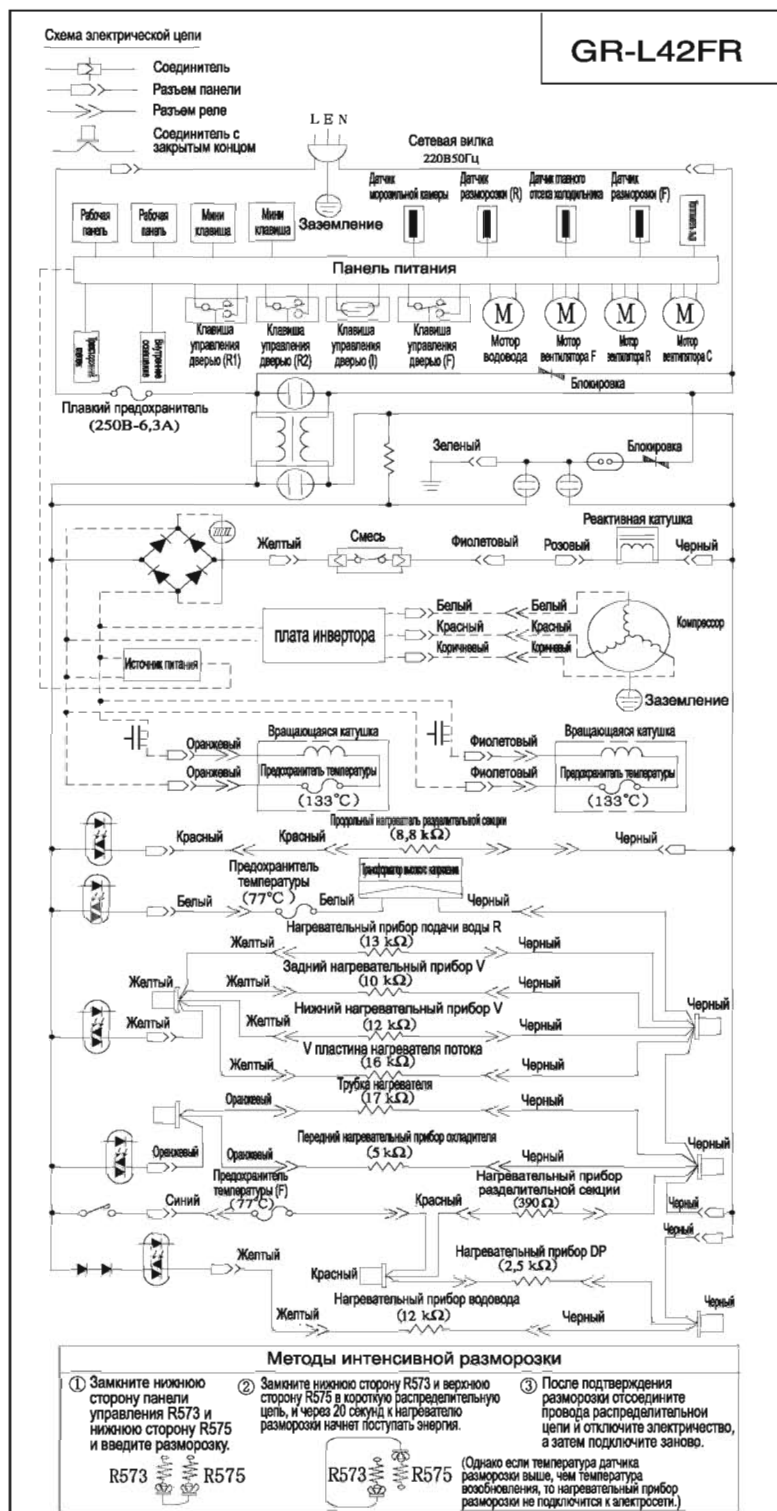 Схема электрической цепи
GR-L42FR
Соединитель
Разъем панели
Разъем реле
Соединитель с
закрытым концом
L E N
Сетевая вилка
220В50Гц
Заземление
Датчик
морозильной камеры
Датчик
разморозки (R)
Датчик главного
отсека холодильника
Датчик
разморозки (F)
Рабочая
панель
Рабочая
панель
Мини
клавиша
Мини
клавиша
Панель питания
Внутреннее
освещение
Клавиша
управления
дверью (R1)
Клавиша
управления
дверью (R2)
Клавиша
управления
дверью (I)
Клавиша
управления
дверью (F)
M
Мотор
водовода
M
Мотор
вентилятора F
M
Мотор
вентилятора R
M
Мотор
вентилятора C
Блокировка
Плавкий предохранитель
(250В-6,3А)
Зеленый
Блокировка
Желтый
Смесь
Фиолетовый
Розовый
Реактивная катушка
Черный
плата инвертора
Белый
Белый
Красный
Красный
Коричневый
Коричневый
Компрессор
Источник питания
Заземление
Вращающаяся катушка
Оранжевый
Оранжевый
Предохранитель температуры
(133°C)
Вращающаяся катушка
Фиолетовый
Фиолетовый
Предохранитель температуры
(133°C)
Продольный нагреватель разделительной секции
(8,8 kΩ)
Красный
Красный
Черный
Предохранитель
температуры
(77°C)
Белый
Белый
Трансформатор высокого напряжения
Черный
Нагревательный прибор подачи воды R
(13 kΩ)
Желтый
Черный
Задний нагревательный прибор V
(10 kΩ)
Желтый
Желтый
Черный
Черный
Нижний нагревательный прибор V
(12 kΩ)
Желтый
Желтый
Черный
V пластина нагревателя потока
(16 kΩ)
Желтый
Черный
Трубка нагревателя
(17 kΩ)
Оранжевый
Черный
Передний нагревательный прибор охладителя
(5 kΩ)
Оранжевый
Оранжевый
Черный
Черный
Предохранитель
температуры (F)
(77°C)
Синий
Красный
Нагревательный прибор
разделительной секции
(390 Ω)
Черный
Черный
Желтый
Красный
Нагревательный прибор DP
(2,5 kΩ)
Нагревательный прибор водовода
(12 kΩ)
Желтый
Черный
Черный
Методы интенсивной разморозки
① Замкните нижнюю
сторону панели
управления R573 и
нижнюю сторону R575
и введите разморозку.
R573 R575
② Замкните нижнюю сторону R573 и верхнюю
сторону R575 в короткую распределительную
цепь, и через 20 секунд к нагревателю
разморозки начнет поступать энергия.
R573 R575
③ После подтверждения
разморозки отсоедините
провода распределительной
цепи и отключите электричество,
а затем подключите заново.
(Однако если температура датчика
разморозки выше, чем температура
возобновления, то нагревательный прибор
разморозки не подключится к алектросети.)